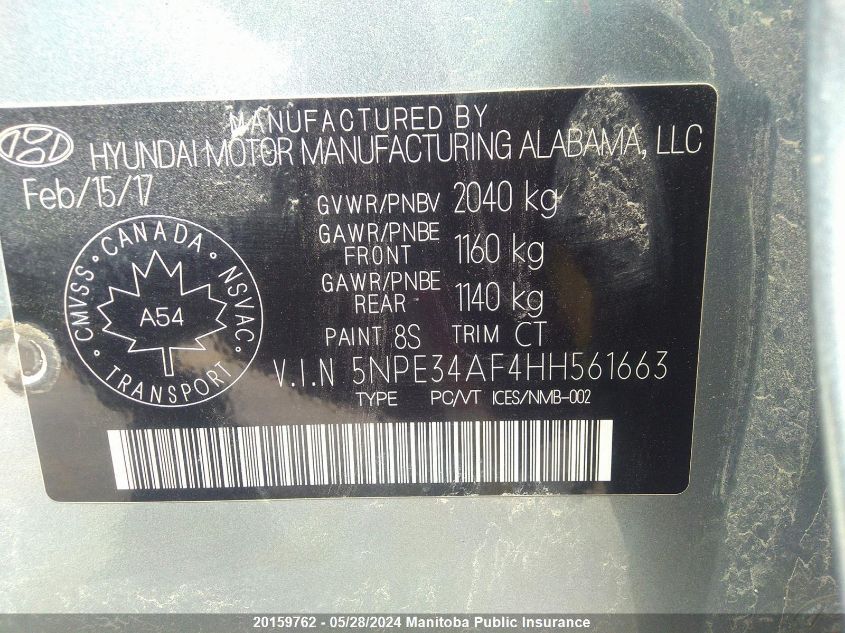 MANUFACTURED BY
HYUNDAI MOTOR MANUFACTURING ALABAMA, LLC
Feb/15/17
GVWR/PNBV 2040 kg
GAWR/PNBE FRONT 1160 kg
GAWR/PNBE REAR 1140 kg
PAINT 8S TRIM CT
V.I.N 5NPE34AF4HH561663
TYPE PC/VT ICES/NMB-002
CANADA
CMVSS
NSVAC
A54
TRANSPORT
20159762 - 05/28/2024 Manitoba Public Insurance